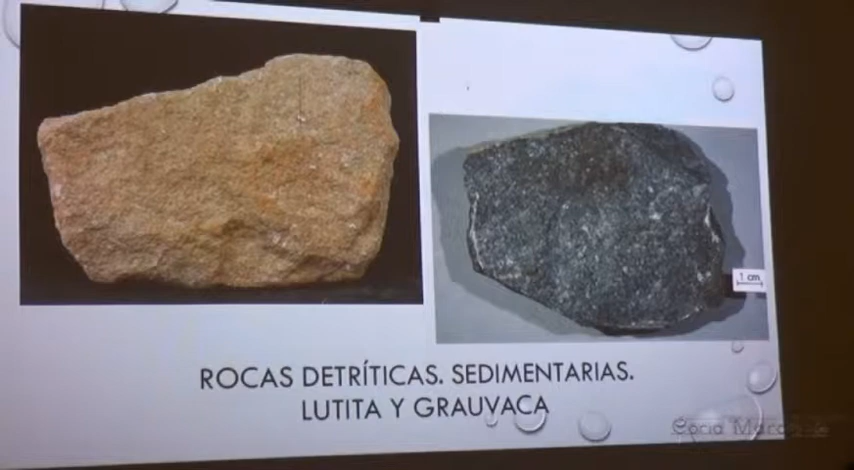 1 cm
ROCAS DETRÍTICAS. SEDIMENTARIAS.
LUTITA Y GRAUVACA